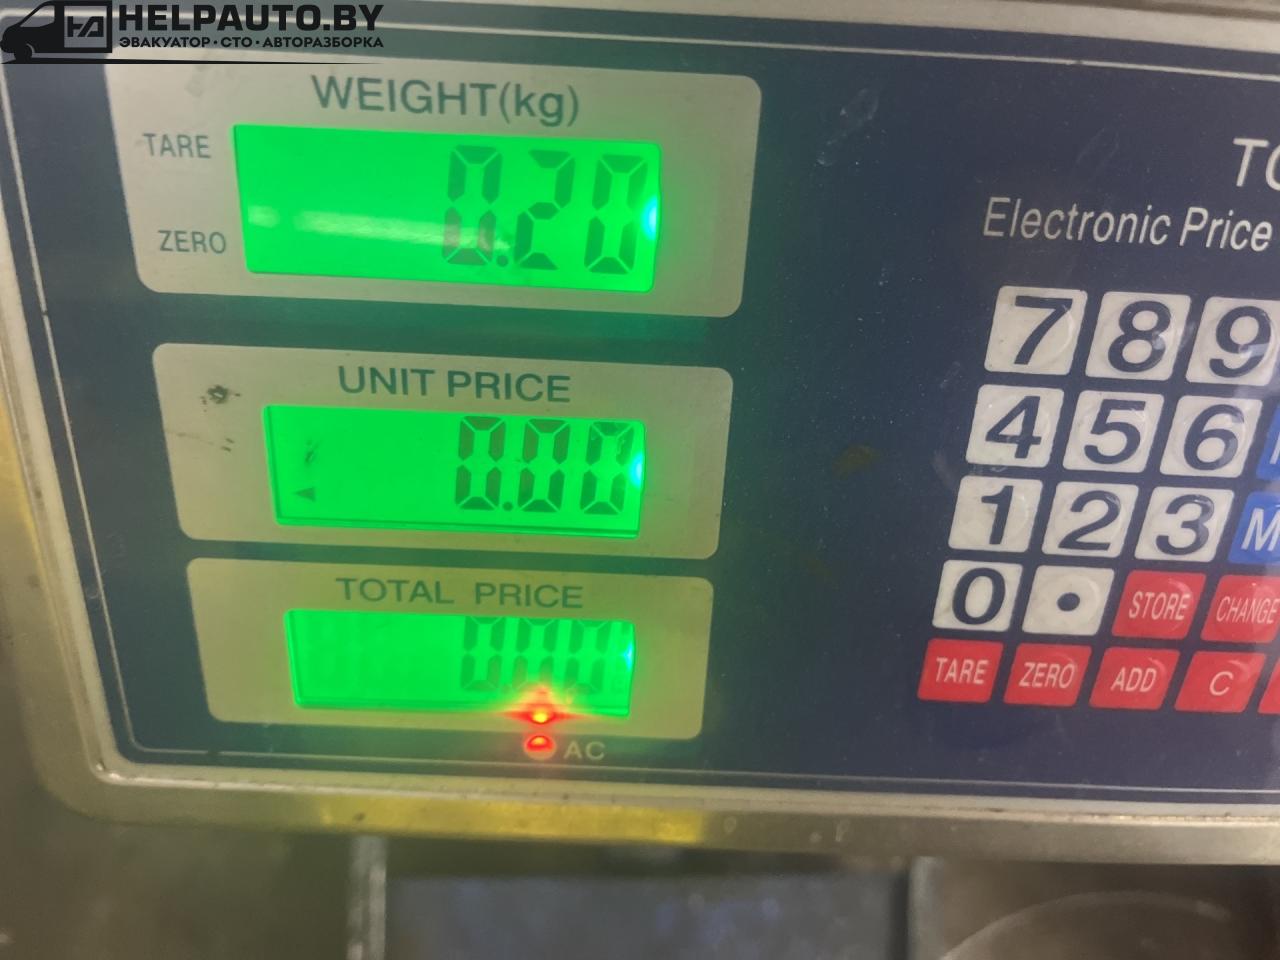 HELPAUTO.BY
ЭВАКУАТОР·СТО·АВТОРАЗБОРКА
WEIGHT(kg)
TARE
0.20
ZERO
UNIT PRICE
0.00
TOTAL PRICE
0.00
AC
Electronic Price
7 8 9
4 5 6
1 2 3
0 . STORE CHANGE
TARE ZERO ADD C